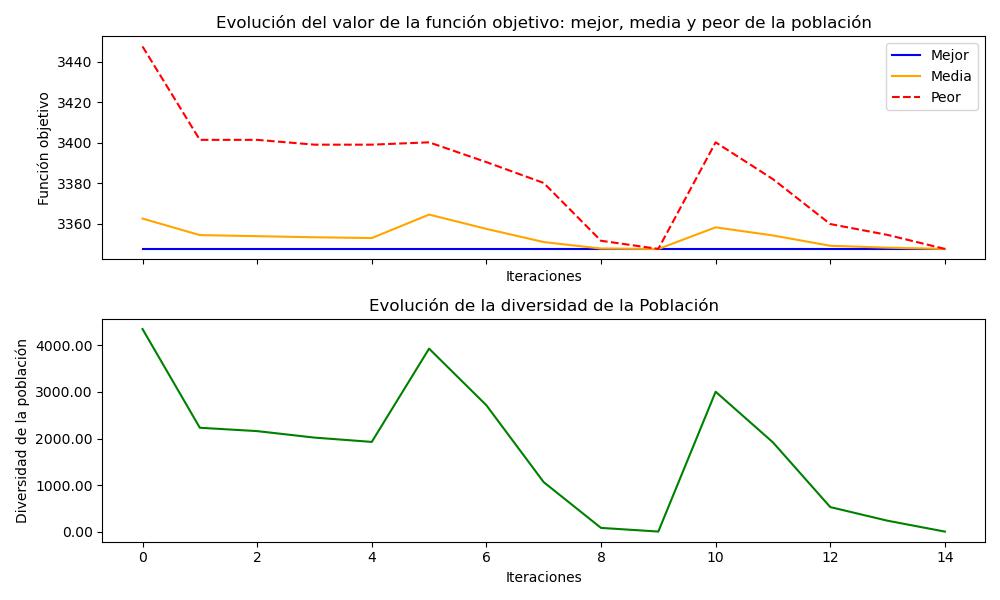 Evolución del valor de la función objetivo: mejor, media y peor de la población
Función objetivo
3440
3420
3400
3380
3360
Mejor
Media
Peor
Iteraciones
Evolución de la diversidad de la Población
Diversidad de la población
4000.00
3000.00
2000.00
1000.00
0.00
0 2 4 6 8 10 12 14
Iteraciones